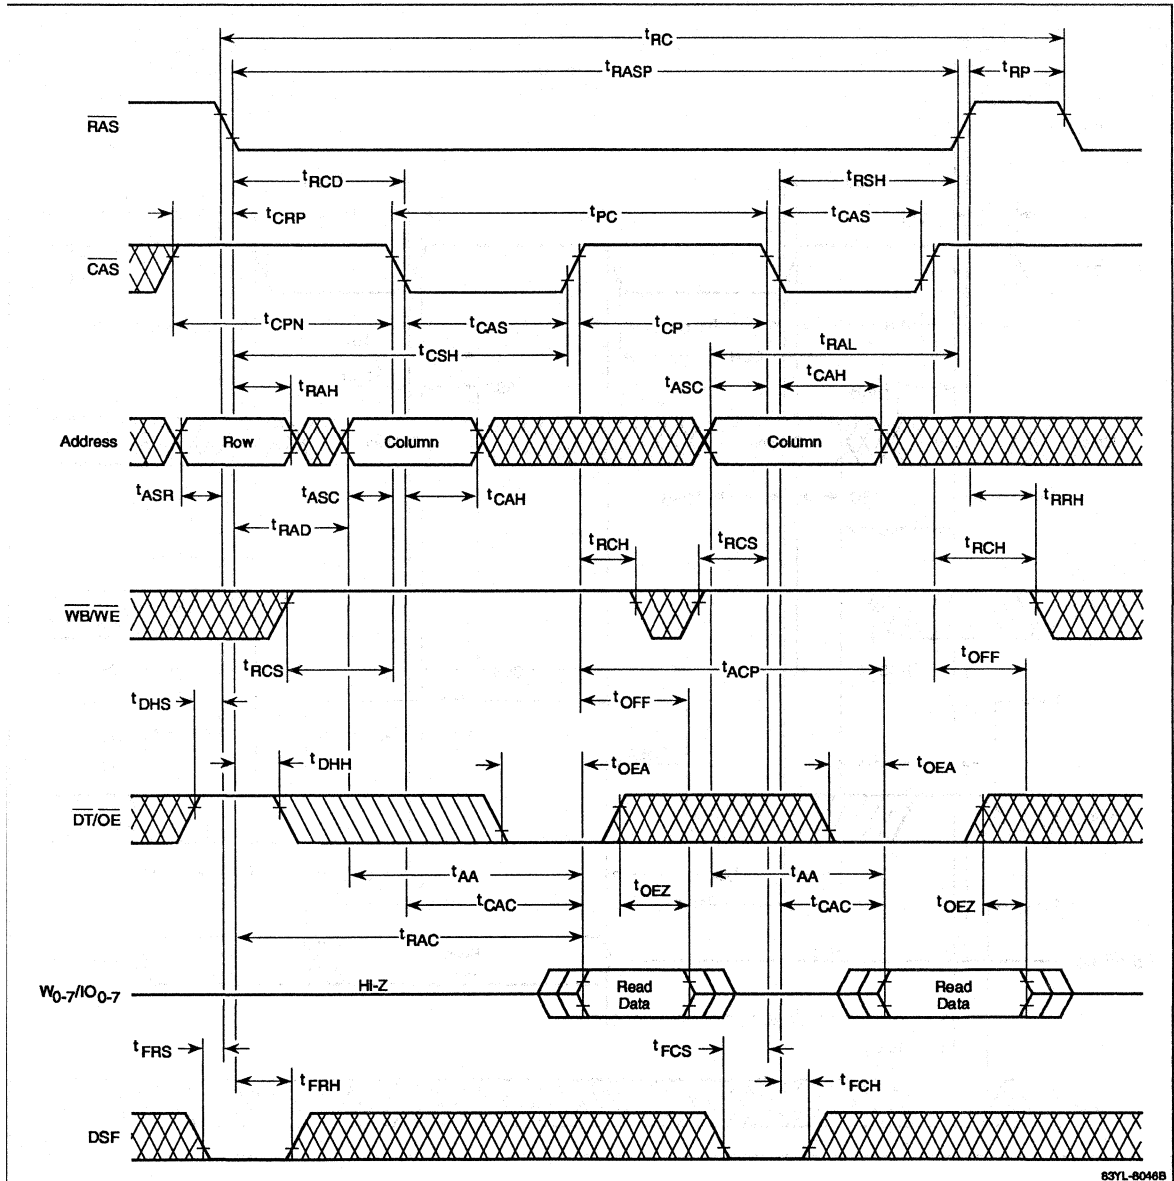 tRC
tRASP tRP
RAS
tRCD tRSH
tCRP tPC tCAS
CAS
tCPN tCAS tCP
tCSH tRAL
tRAH tASC tCAH
Address Row Column Column
tASR tASC tCAH tRRH
tRAD tRCH tRCS tRCH
WB/WE
tRCS tACP tOFF
tDHS tOFF
tDHH tOEA tOEA
DT/OE
tAA tOEZ tAA
tCAC tCAC tOEZ
tRAC
W0-7/IO0-7 HI-Z Read Data Read Data
tFRS tFCS
tFRH tFCH
DSF
83YL-8046B